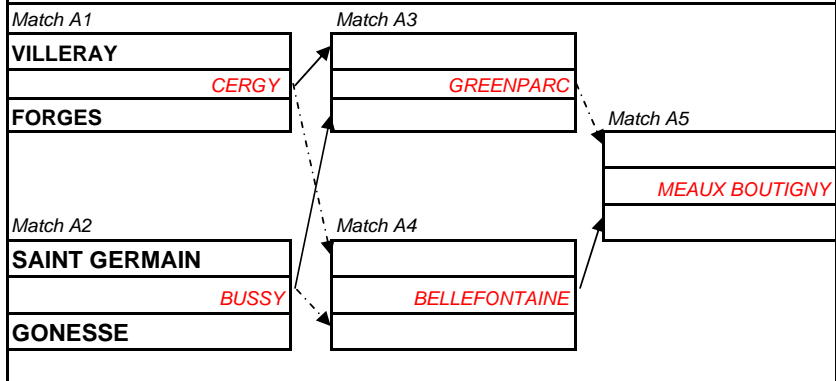 Match A1
VILLERAY
CERGY
FORGES
Match A2
SAINT GERMAIN
BUSSY
GONESSE
Match A3
GREENPARC
Match A4
BELLEFONTAINE
Match A5
MEAUX BOUTIGNY